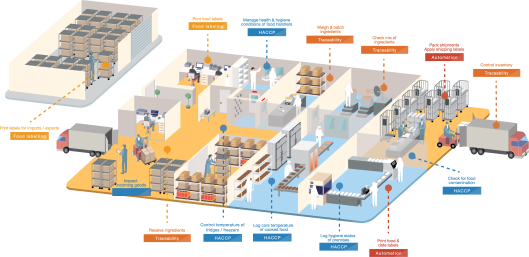 Print food labels
Food labelling
Manage health & hygiene
conditions of food handlers
HACCP
Weigh & batch
ingredients
Traceability
Check mix of
ingredients
Traceability
Pack shipments
Apply shipping labels
Automation
Control inventory
Traceability
Print labels for imports / exports
Food labelling
Inspect
incoming goods
Receive ingredients
Traceability
Control temperature of
fridges / freezers
HACCP
Log core temperature
of cooked food
HACCP
Log hygiene status
of premises
HACCP
Print food &
date labels
Automation
Check for food
contamination
HACCP